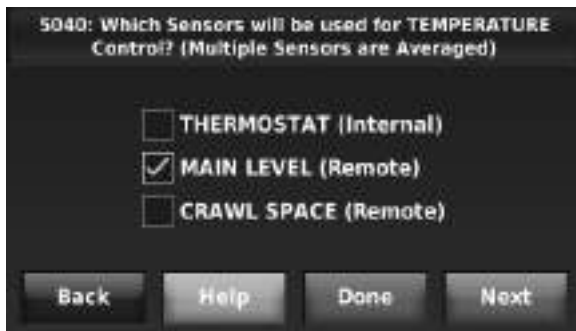 5040: Which Sensors will be used for TEMPERATURE
Control? (Multiple Sensors are Averaged)
THERMOSTAT (Internal)
MAIN LEVEL (Remote)
CRAWL SPACE (Remote)
Back Help Done Next